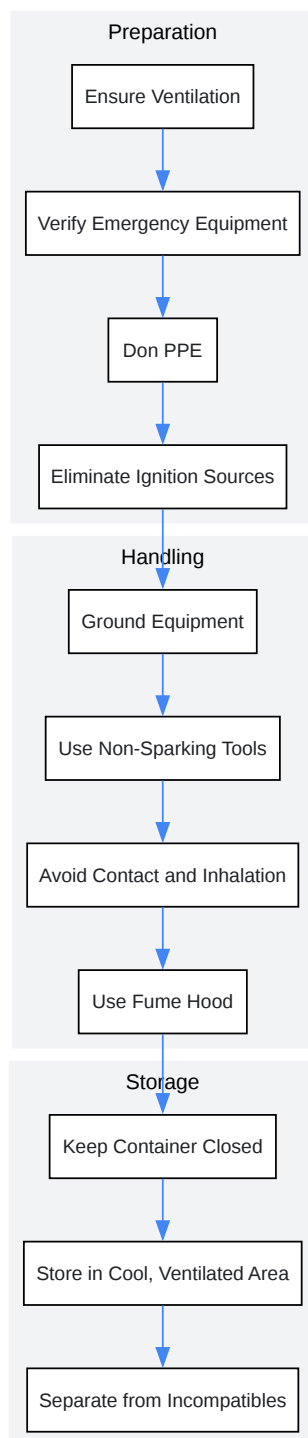 Preparation
Ensure Ventilation
Verify Emergency Equipment
Don PPE
Eliminate Ignition Sources
Handling
Ground Equipment
Use Non-Sparking Tools
Avoid Contact and Inhalation
Use Fume Hood
Storage
Keep Container Closed
Store in Cool, Ventilated Area
Separate from Incompatibles